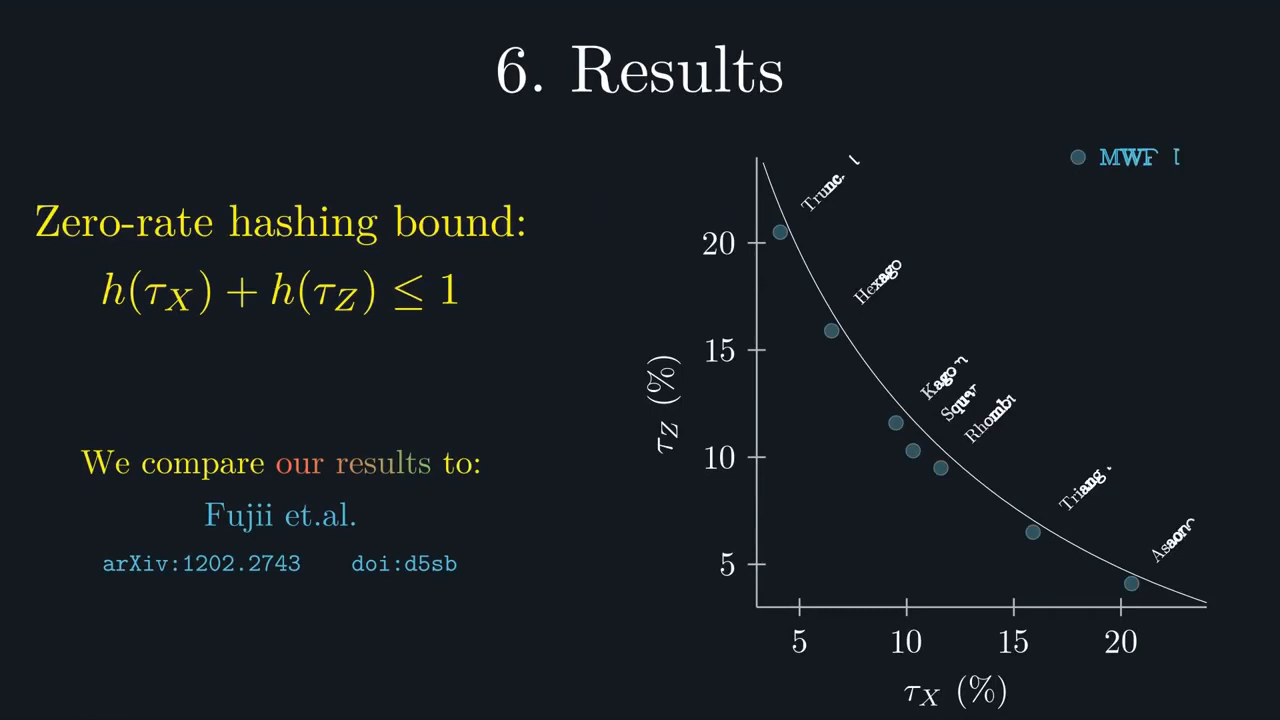 6. Results
Zero-rate hashing bound:
h(τ_X) + h(τ_Z) ≤ 1
We compare our results to:
Fujii et.al.
arXiv:1202.2743 doi:d5sb
20
15
10
5
τ_Z (%)
5 10 15 20
τ_X (%)